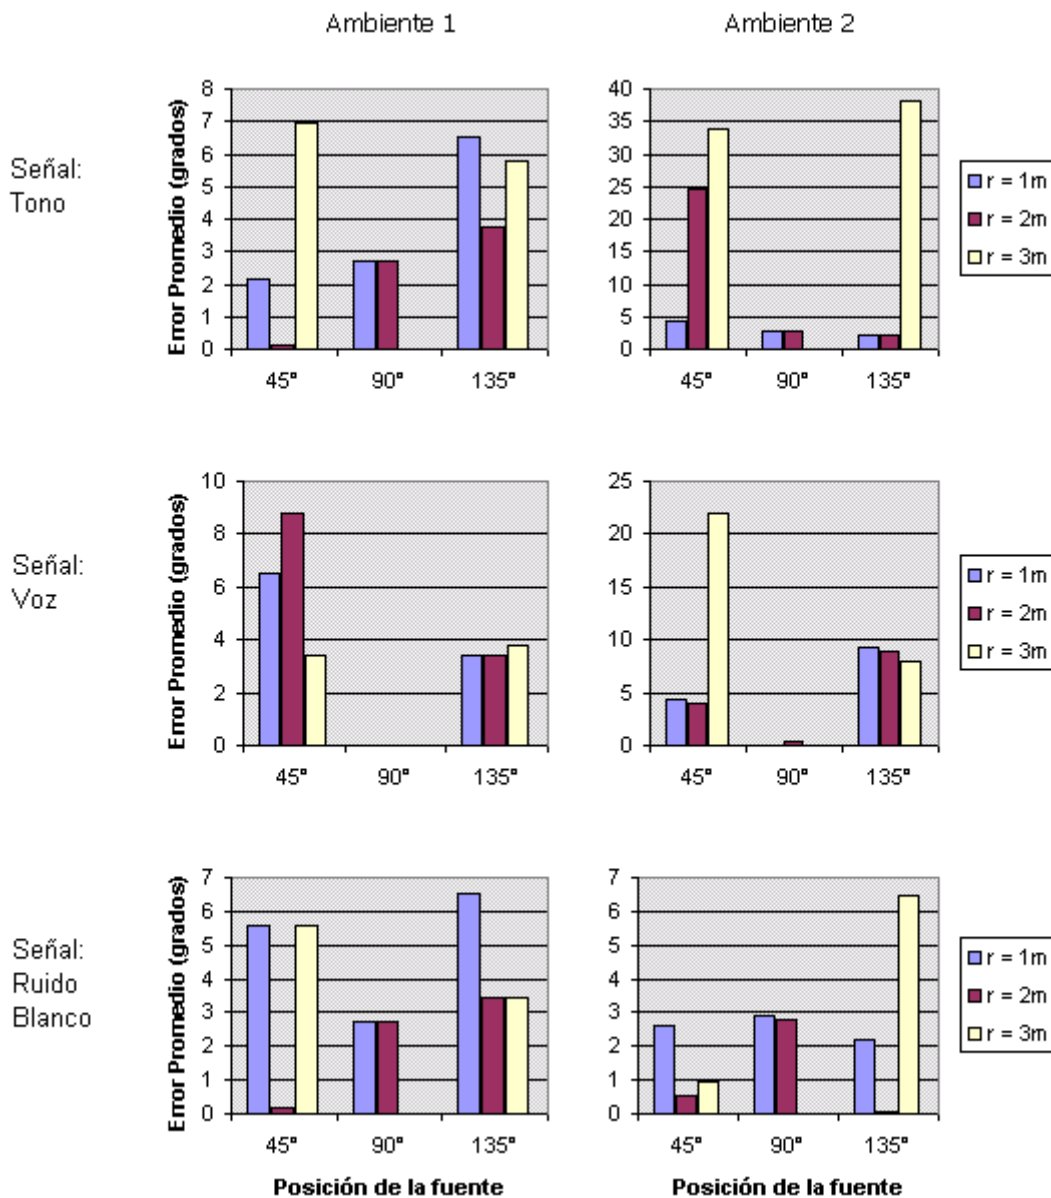 Ambiente 1
Ambiente 2
Señal:
Tono
Error Promedio (grados)
8
7
6
5
4
3
2
1
0
45°
90°
135°
40
35
30
25
20
15
10
5
0
45°
90°
135°
r = 1m
r = 2m
r = 3m
Señal:
Voz
Error Promedio (grados)
10
8
6
4
2
0
45°
90°
135°
25
20
15
10
5
0
45°
90°
135°
r = 1m
r = 2m
r = 3m
Señal:
Ruido
Blanco
Error Promedio (grados)
7
6
5
4
3
2
1
0
45°
90°
135°
Posición de la fuente
7
6
5
4
3
2
1
0
45°
90°
135°
Posición de la fuente
r = 1m
r = 2m
r = 3m